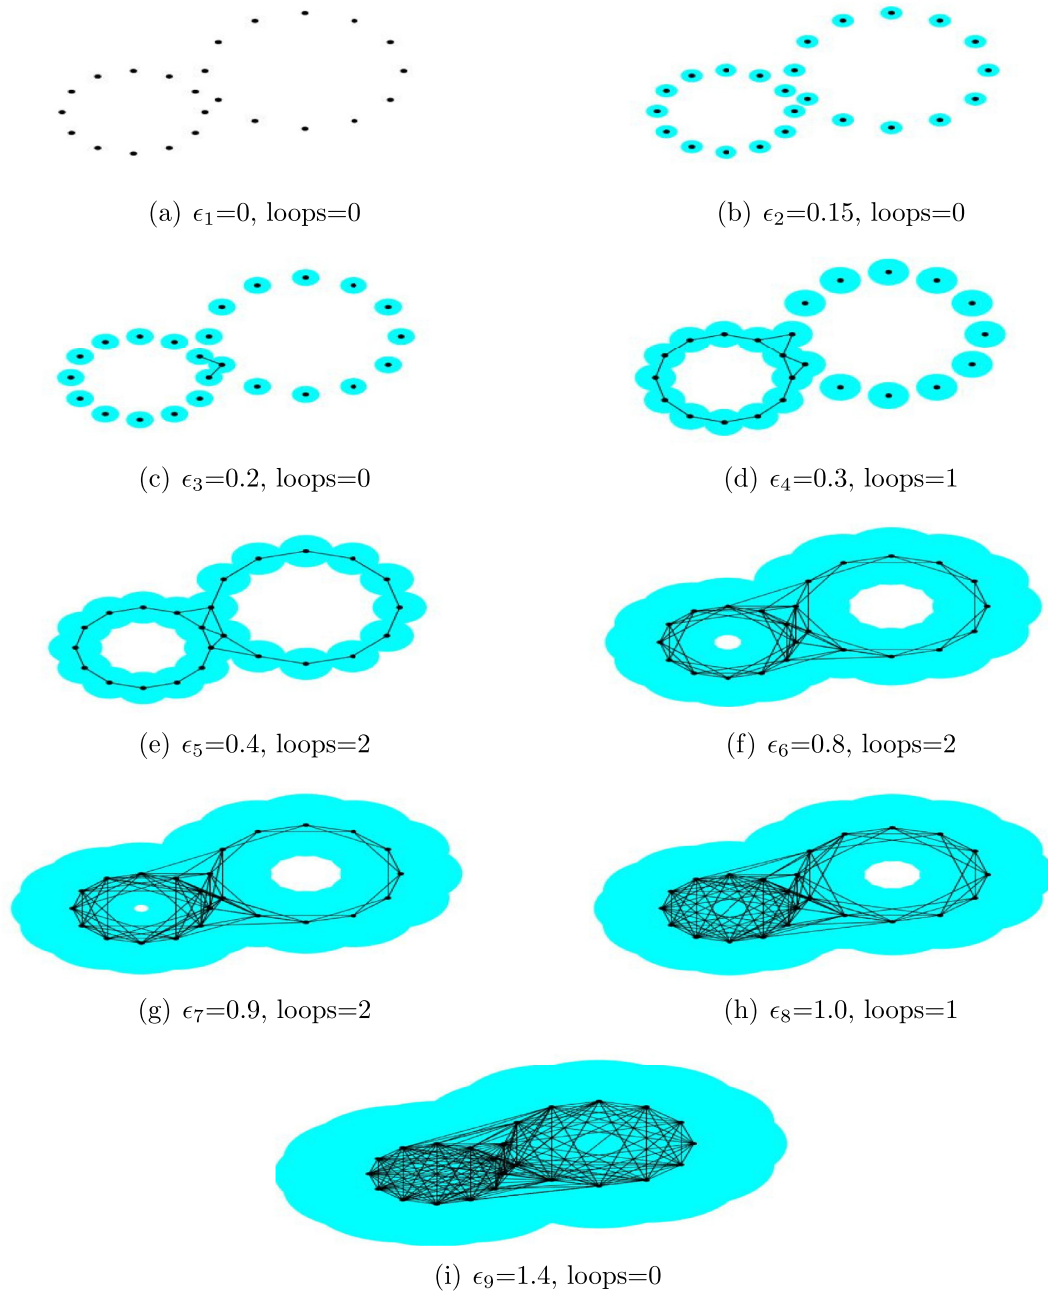 (a) ϵ₁=0, loops=0
(b) ϵ₂=0.15, loops=0
(c) ϵ₃=0.2, loops=0
(d) ϵ₄=0.3, loops=1
(e) ϵ₅=0.4, loops=2
(f) ϵ₆=0.8, loops=2
(g) ϵ₇=0.9, loops=2
(h) ϵ₈=1.0, loops=1
(i) ϵ₉=1.4, loops=0